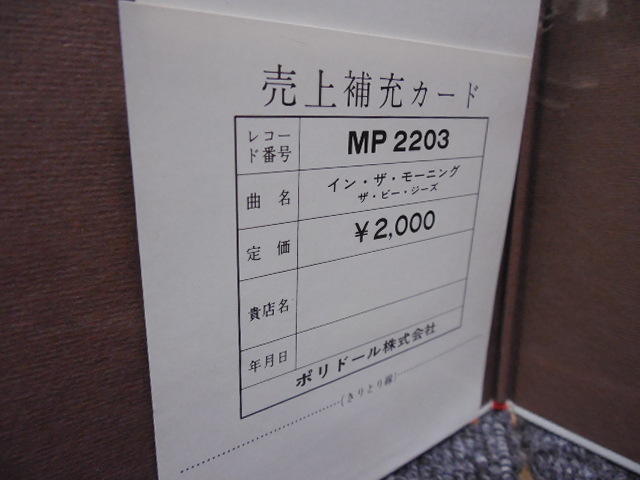 売上補充カード
レコー
ド番号
MP 2203
曲名
イン・ザ・モーニング
ザ・ビー・ジーズ
定価
¥2,000
貴店名
年月日
ポリドール株式会社
(きりとり線)